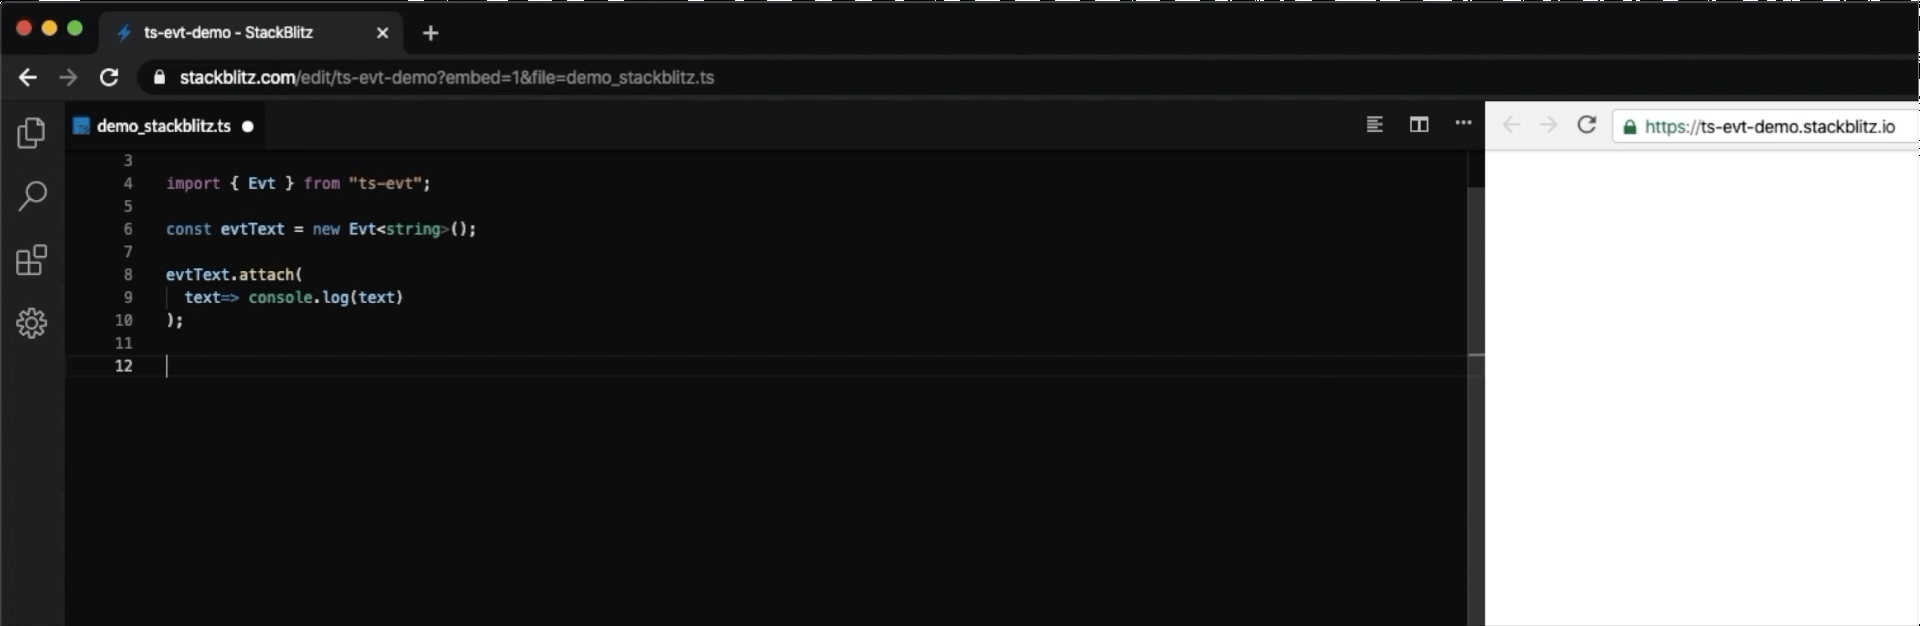 ts-evt-demo - StackBlitz
stackblitz.com/edit/ts-evt-demo?embed=1&file=demo_stackblitz.ts
demo_stackblitz.ts
https://ts-evt-demo.stackblitz.io
3
4 import { Evt } from "ts-evt";
5
6 const evtText = new Evt<string>();
7
8 evtText.attach(
9 text=> console.log(text)
10 );
11
12